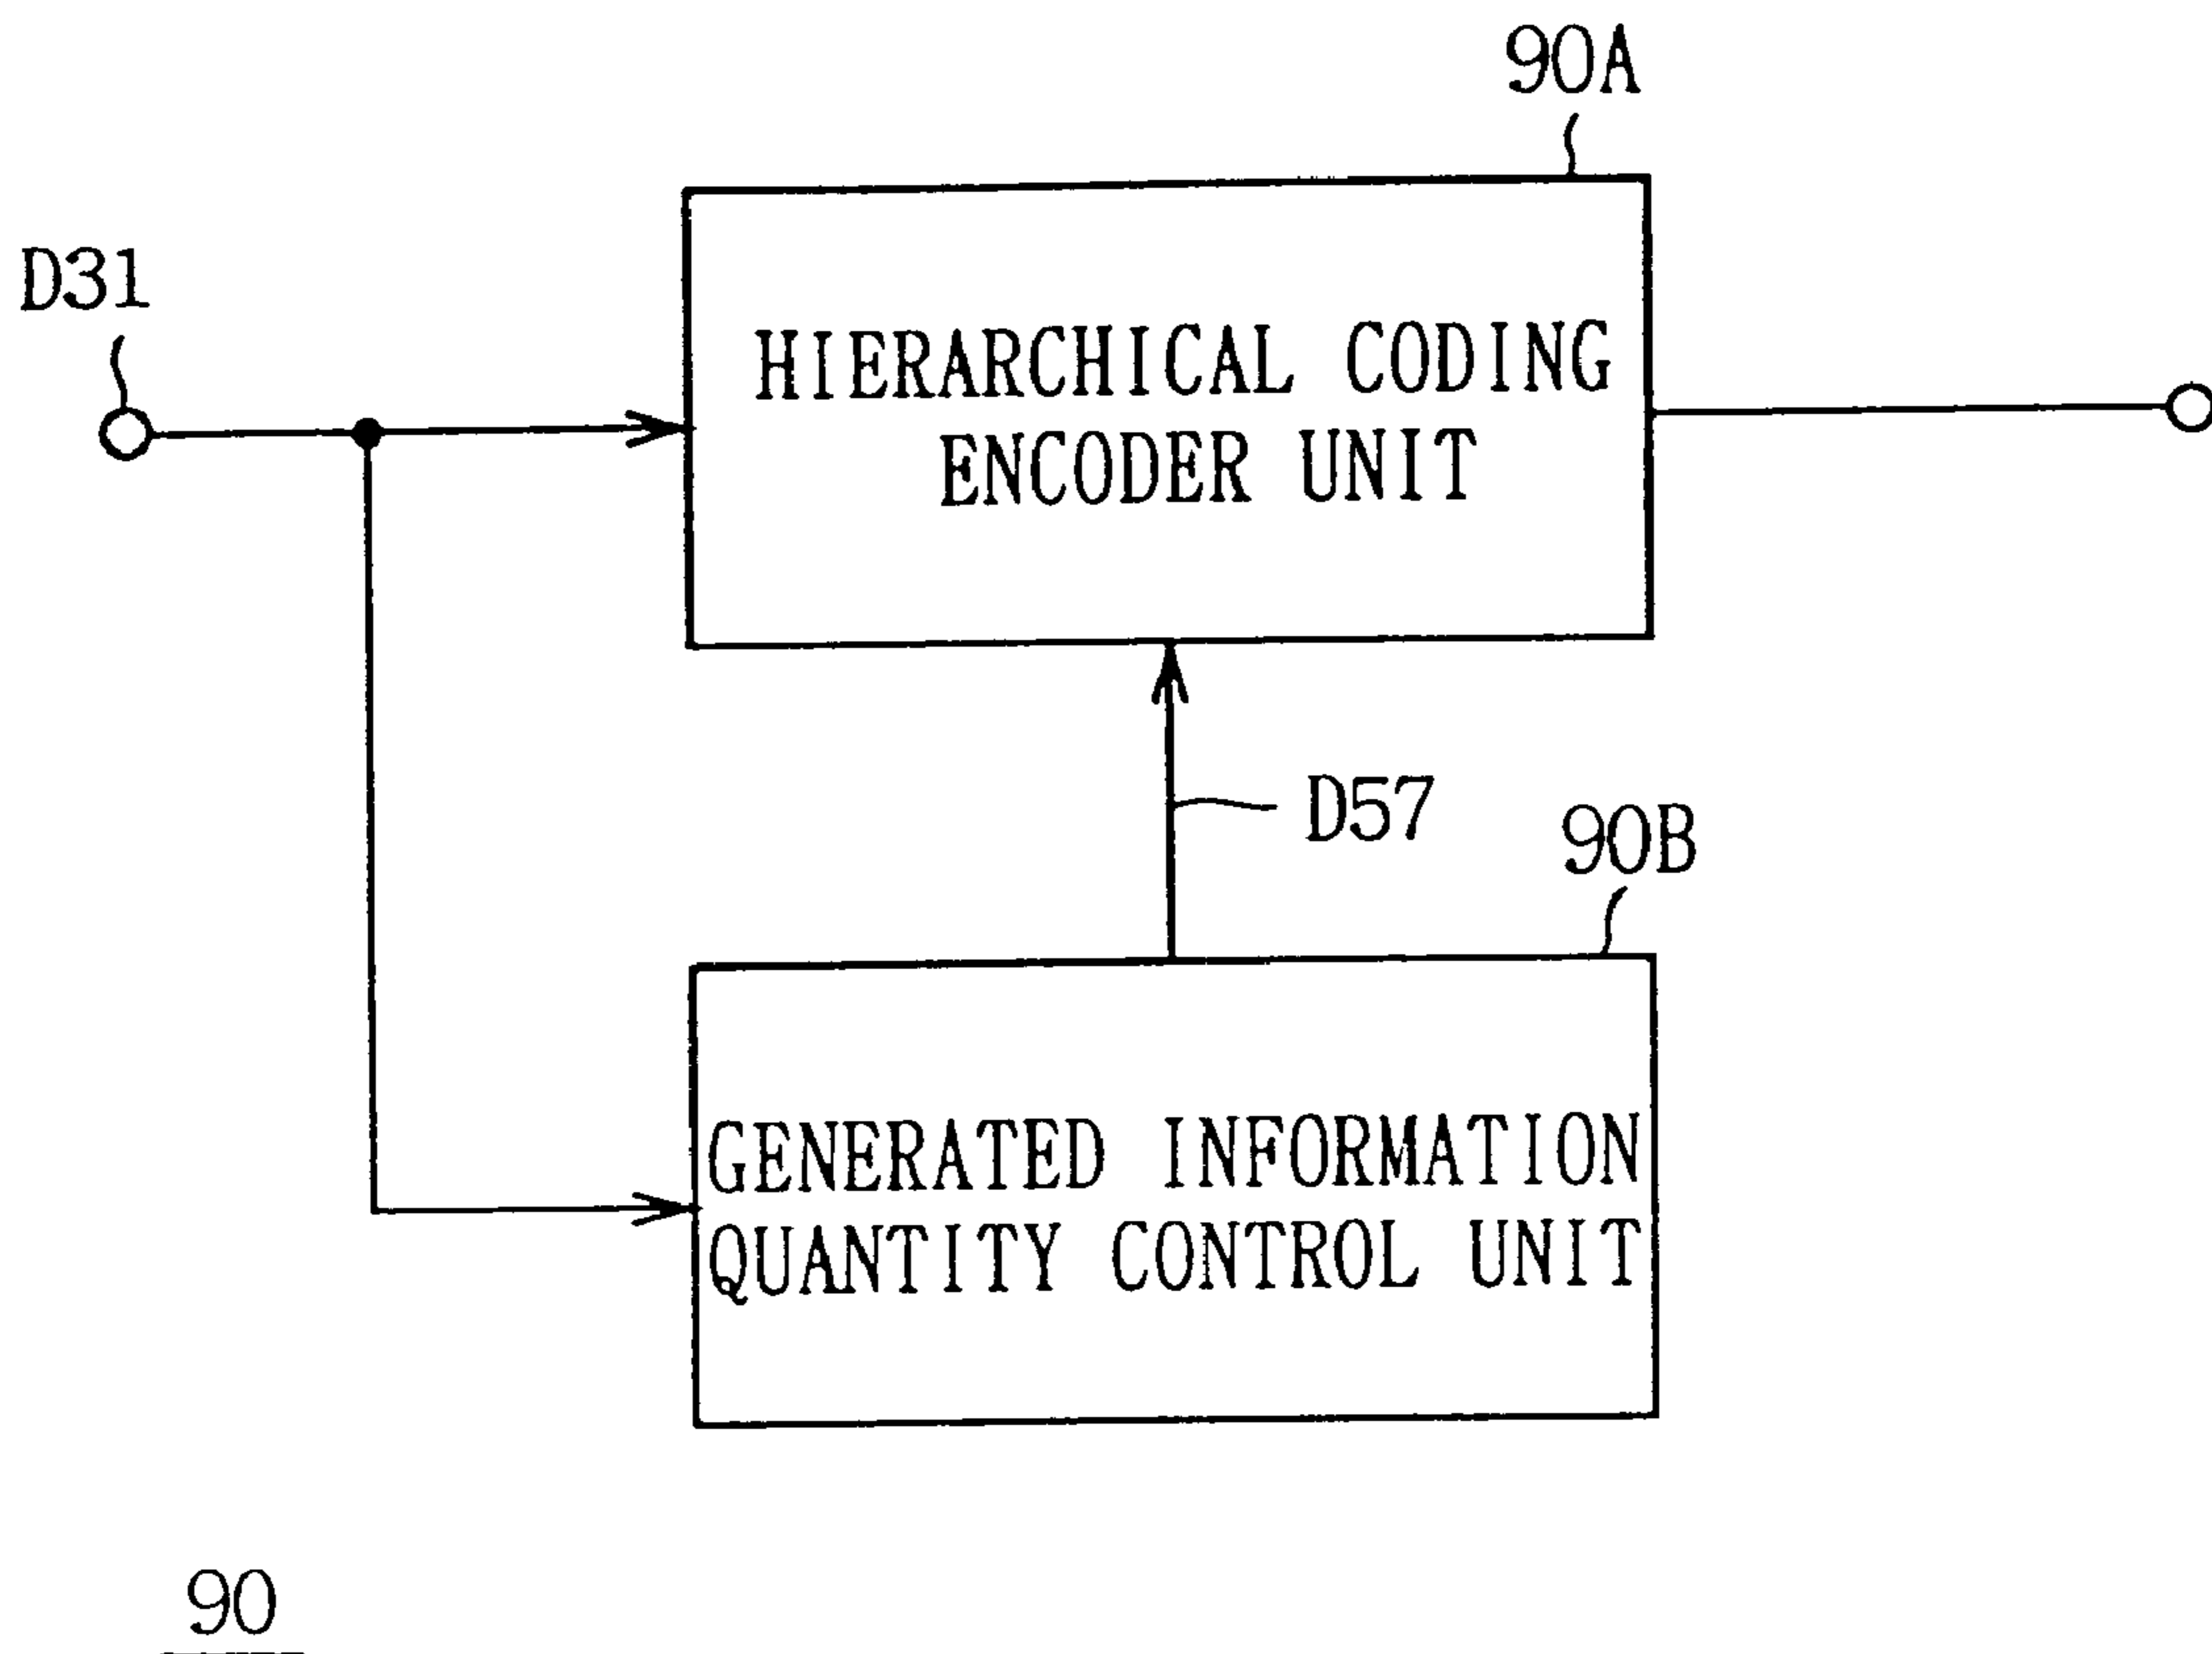 90A
D31
HIERARCHICAL CODING
ENCODER UNIT
D57
90B
GENERATED INFORMATION
QUANTITY CONTROL UNIT
90